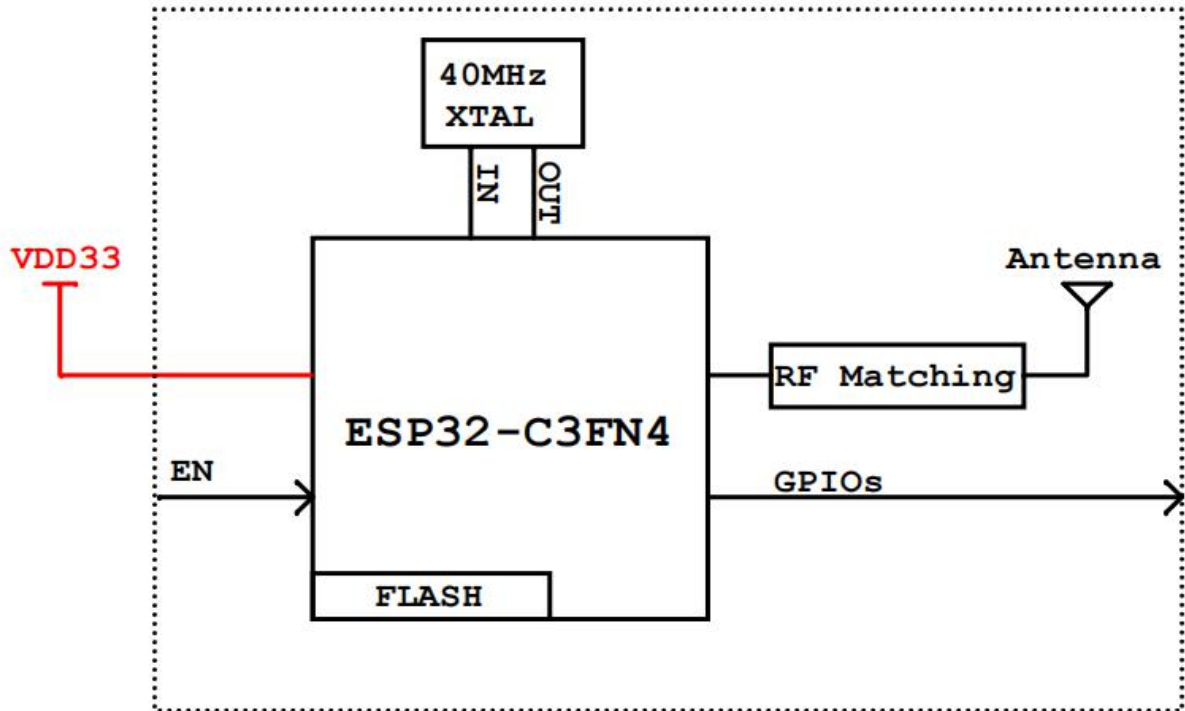 40MHz
XTAL
IN
OUT
VDD33
Antenna
RF Matching
ESP32-C3FN4
EN
GPIOs
FLASH